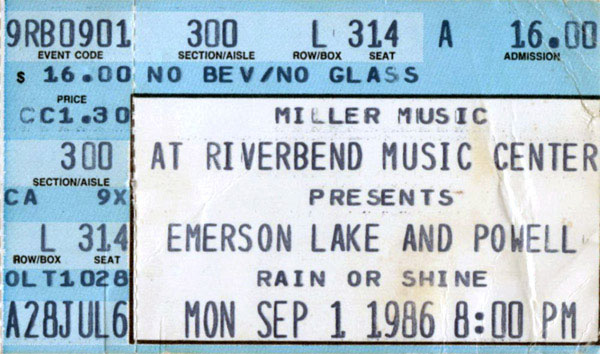 9RB0901 300 L 314 A 16.00
EVENT CODE SECTION/AISLE ROW/BOX SEAT ADMISSION
$ 16.00 NO BEV/NO GLASS
PRICE
CC1.30
300
SECTION/AISLE
CA 9X
L 314
ROW/BOX SEAT
OLT1028
A28JUL6
MILLER MUSIC
AT RIVERBEND MUSIC CENTER
PRESENTS
EMERSON LAKE AND POWELL
RAIN OR SHINE
MON SEP 1 1986 8:00 PM